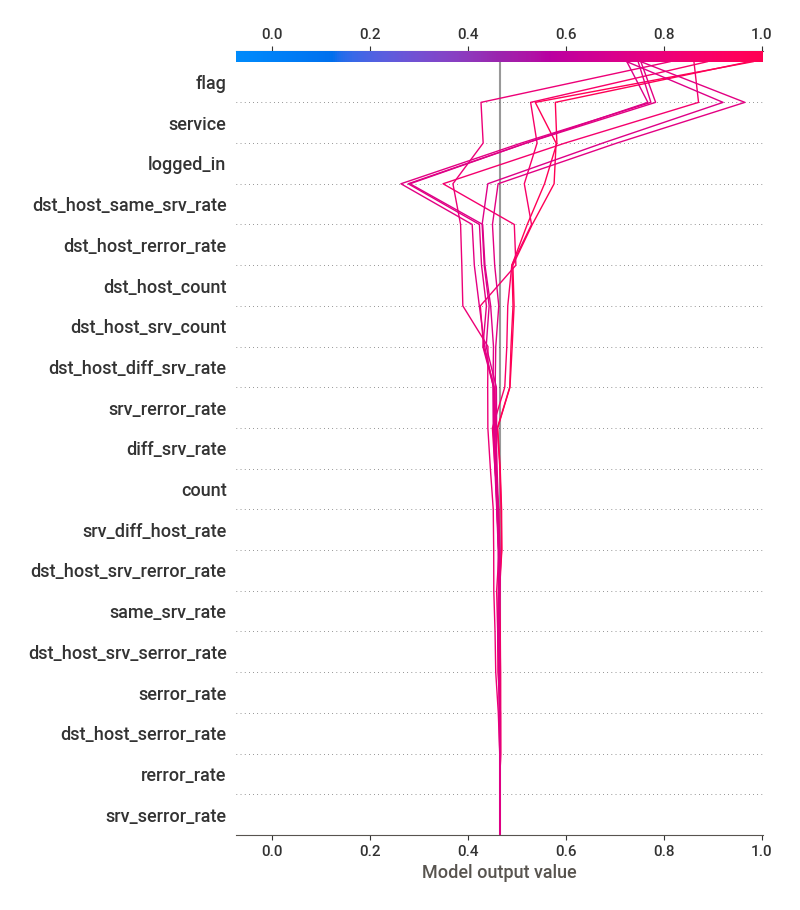 0.0 0.2 0.4 0.6 0.8 1.0
flag
service
logged_in
dst_host_same_srv_rate
dst_host_rerror_rate
dst_host_count
dst_host_srv_count
dst_host_diff_srv_rate
srv_rerror_rate
diff_srv_rate
count
srv_diff_host_rate
dst_host_srv_rerror_rate
same_srv_rate
dst_host_srv_serror_rate
serror_rate
dst_host_serror_rate
rerror_rate
srv_serror_rate
0.0 0.2 0.4 0.6 0.8 1.0
Model output value